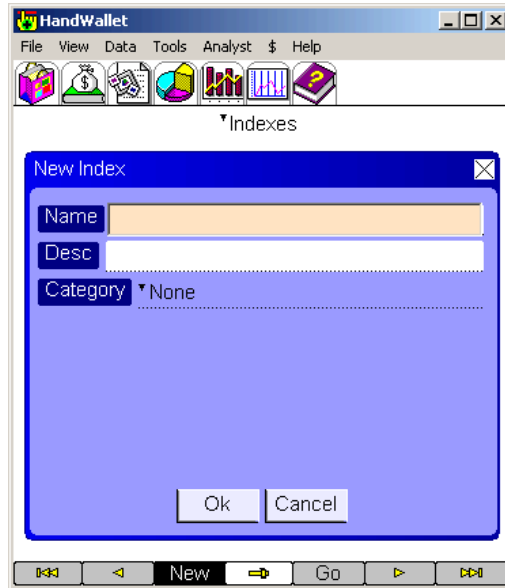 HandWallet
File View Data Tools Analyst $ Help
Indexes
New Index
Name
Desc
Category None
Ok Cancel
New Go